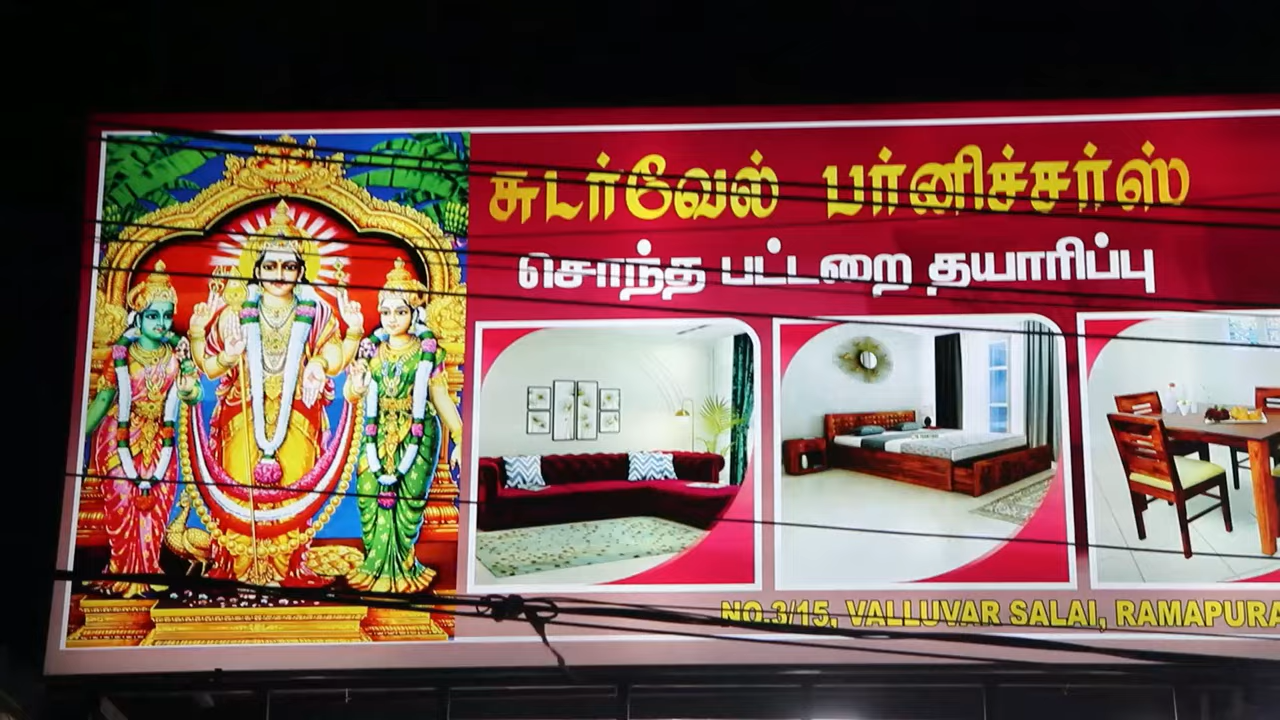 சுடர்வேல் பர்னிச்சர்ஸ்
சொந்த பட்டறை தயாரிப்பு
NO.3/15, VALLUVAR SALAI, RAMAPURA